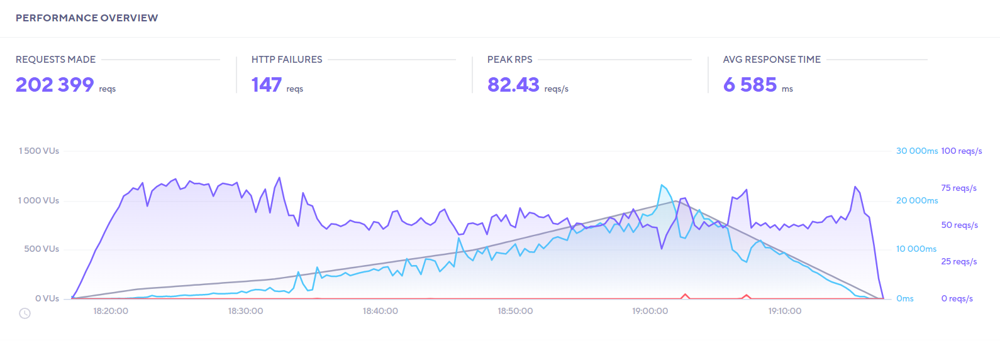 PERFORMANCE OVERVIEW
REQUESTS MADE
202 399 reqs
HTTP FAILURES
147 reqs
PEAK RPS
82.43 reqs/s
AVG RESPONSE TIME
6 585 ms
1 500 VUs
1 000 VUs
500 VUs
0 VUs
30 000ms
20 000ms
10 000ms
0ms
100 reqs/s
75 reqs/s
50 reqs/s
25 reqs/s
0 reqs/s
18:20:00
18:30:00
18:40:00
18:50:00
19:00:00
19:10:00